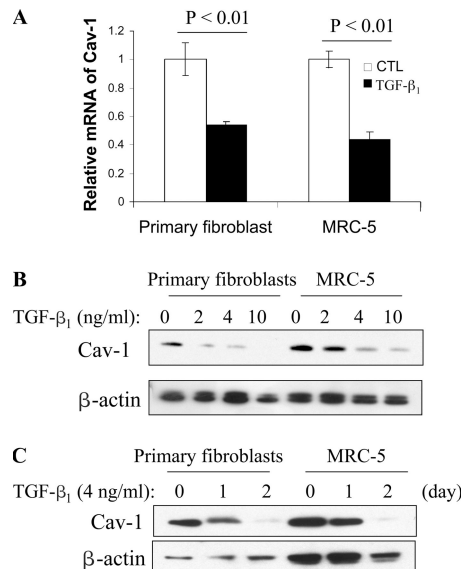 A
P < 0.01
P < 0.01
Relative mRNA of Cav-1
1.2
1
0.8
0.6
0.4
0.2
0
CTL
TGF-β₁
Primary fibroblast
MRC-5
B
Primary fibroblasts MRC-5
TGF-β₁ (ng/ml): 0 2 4 10 0 2 4 10
Cav-1
β-actin
C
Primary fibroblasts MRC-5
TGF-β₁ (4 ng/ml): 0 1 2 0 1 2 (day)
Cav-1
β-actin